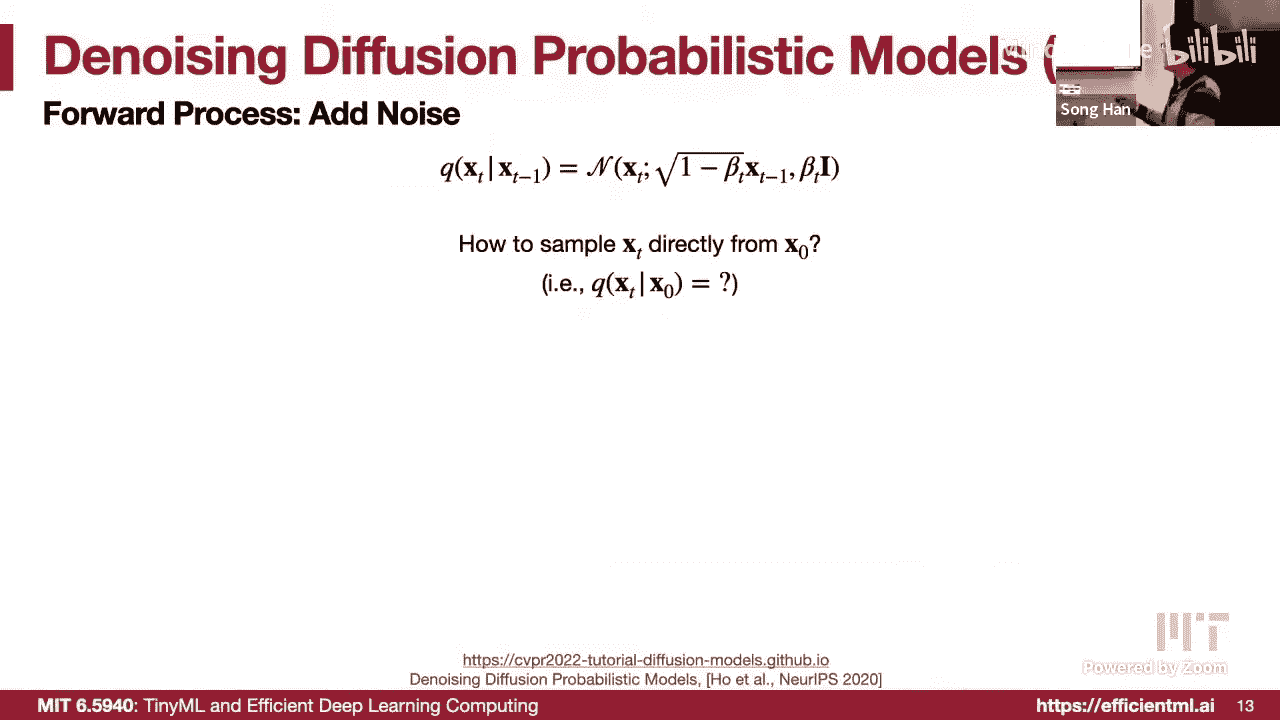 Denoising Diffusion Probabilistic Models (
bilibili
Song Han
Forward Process: Add Noise
q(x_t | x_{t−1}) = 𝒩(x_t; √(1 − β_t) x_{t−1}, β_t I)
How to sample x_t directly from x_0?
(i.e., q(x_t | x_0) = ?)
MIT
Powered by Zoom
https://cvpr2022-tutorial-diffusion-models.github.io
Denoising Diffusion Probabilistic Models, [Ho et al., NeurIPS 2020]
MIT 6.5940: TinyML and Efficient Deep Learning Computing
https://efficientml.ai
13